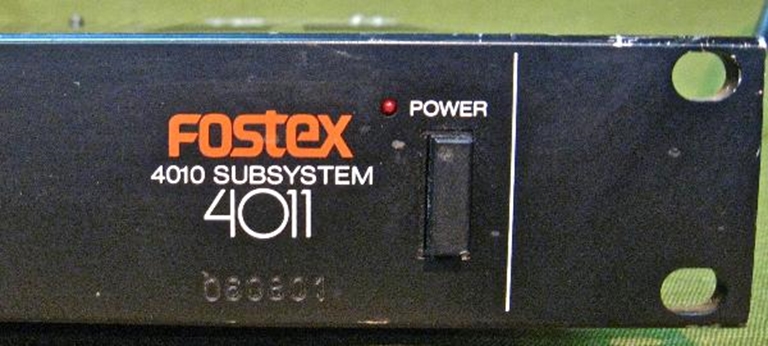 POWER
FOSTEX
4010 SUBSYSTEM
4011